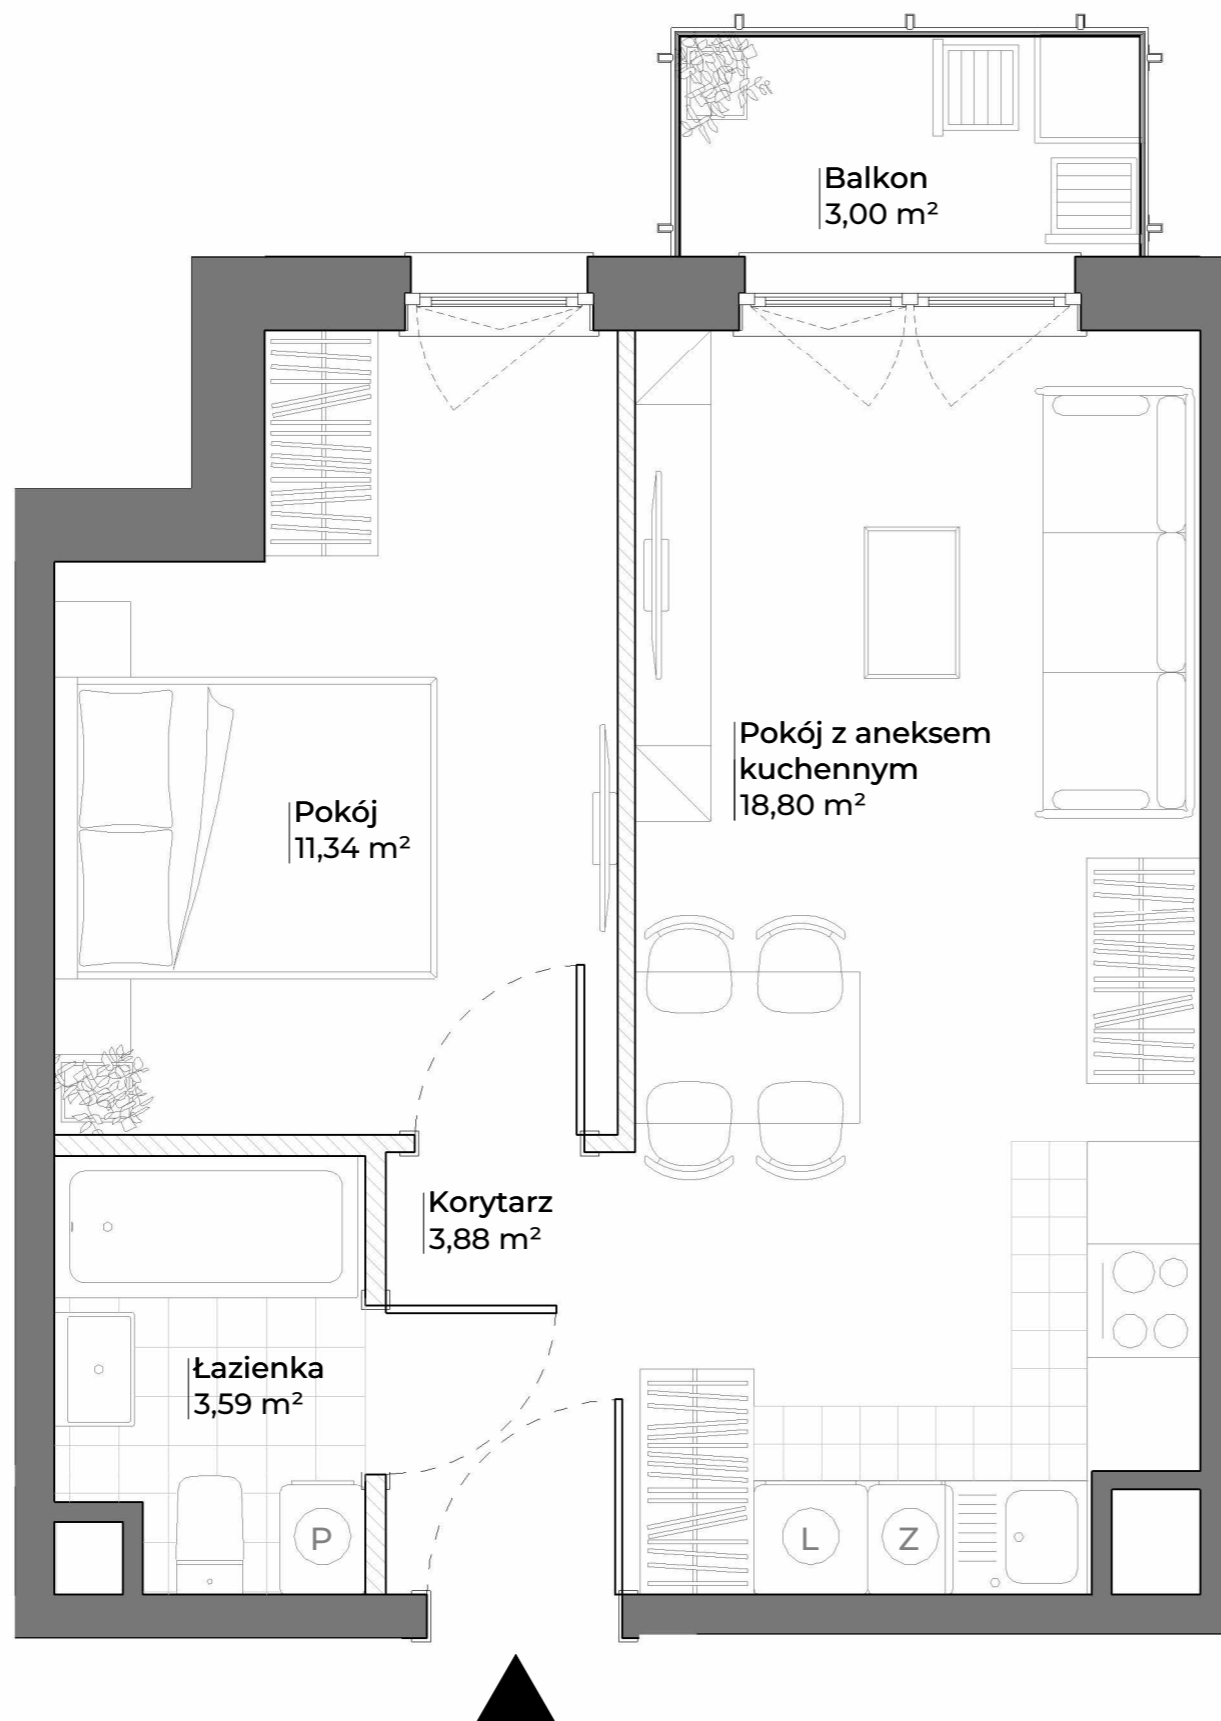 Balkon
3,00 m²
Pokój z aneksem
kuchennym
18,80 m²
Pokój
11,34 m²
Korytarz
3,88 m²
Łazienka
3,59 m²
P
L
Z